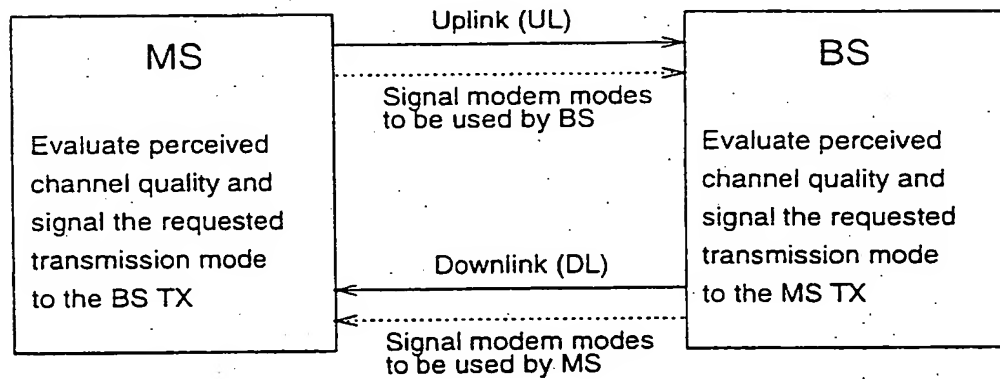 MS
Evaluate perceived
channel quality and
signal the requested
transmission mode
to the BS TX
Uplink (UL)
Signal modem modes
to be used by BS
Downlink (DL)
Signal modem modes
to be used by MS
BS
Evaluate perceived
channel quality and
signal the requested
transmission mode
to the MS TX